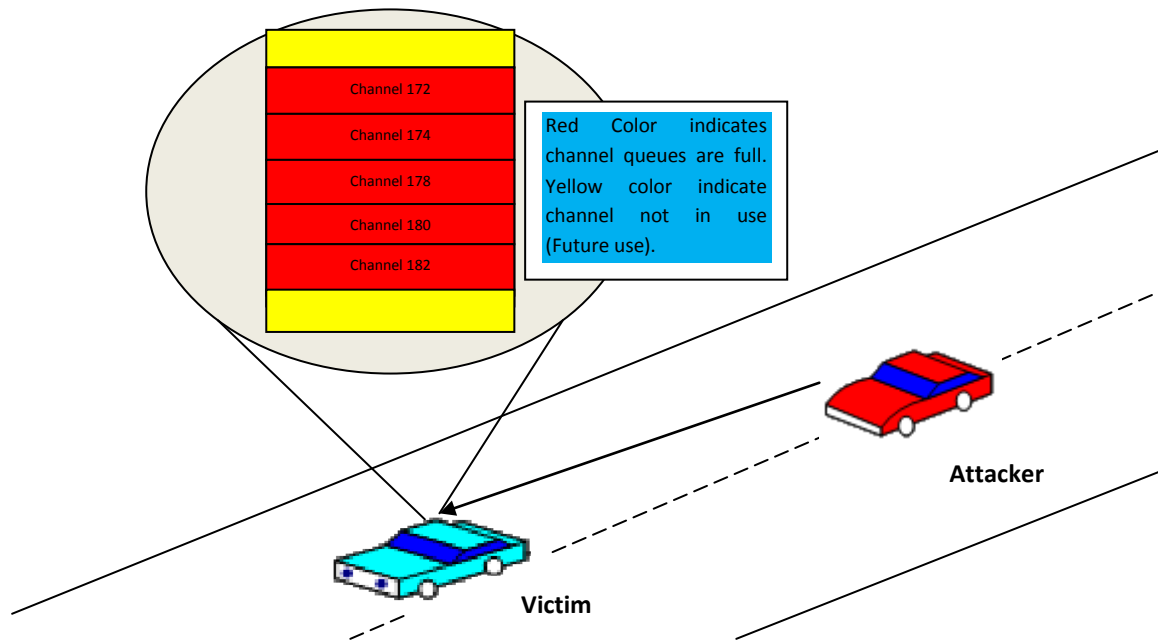 Channel 172
Channel 174
Channel 178
Channel 180
Channel 182
Red Color indicates
channel queues are full.
Yellow color indicate
channel not in use
(Future use).
Attacker
Victim